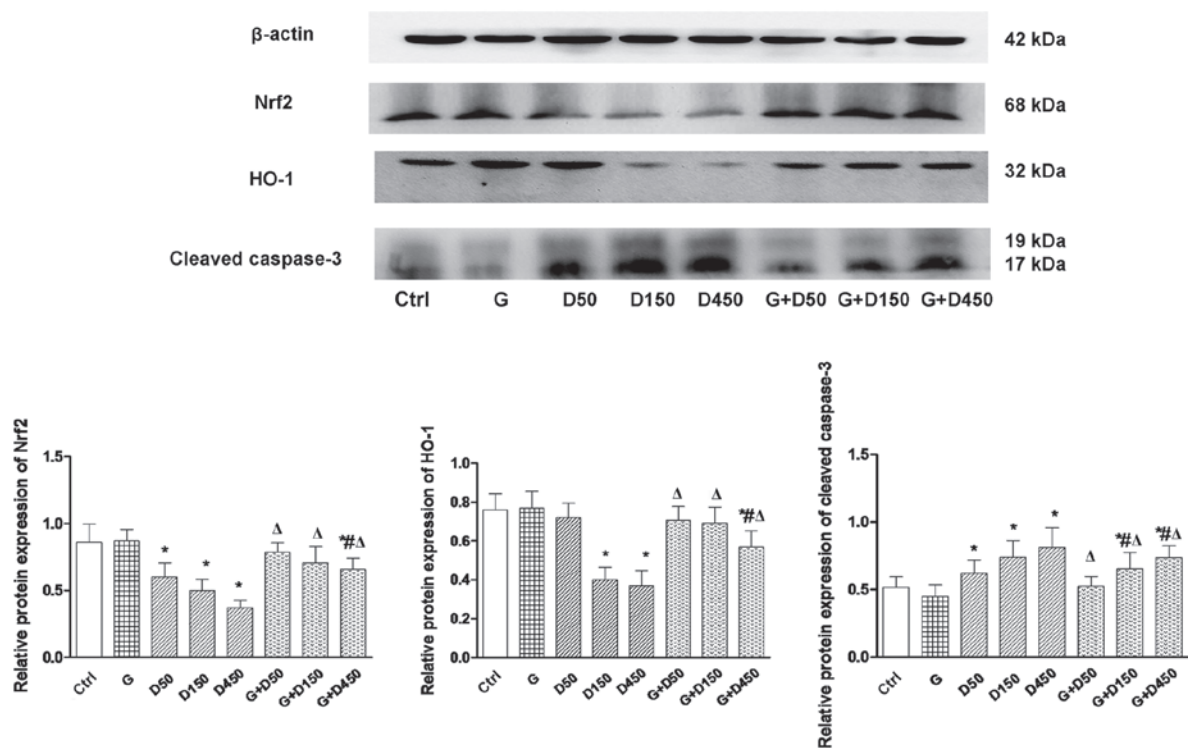 β-actin 42 kDa
Nrf2 68 kDa
HO-1 32 kDa
Cleaved caspase-3 19 kDa
17 kDa
Ctrl G D50 D150 D450 G+D50 G+D150 G+D450
Relative protein expression of Nrf2
1.5
1.0
0.5
0.0
* * * Δ Δ *#Δ
Ctrl G D50 D150 D450 G+D50 G+D150 G+D450
Relative protein expression of HO-1
1.0
0.8
0.6
0.4
0.2
0.0
* * Δ Δ *#Δ
Ctrl G D50 D150 D450 G+D50 G+D150 G+D450
Relative protein expression of cleaved caspase-3
1.5
1.0
0.5
0.0
* * * Δ *#Δ *#Δ
Ctrl G D50 D150 D450 G+D50 G+D150 G+D450